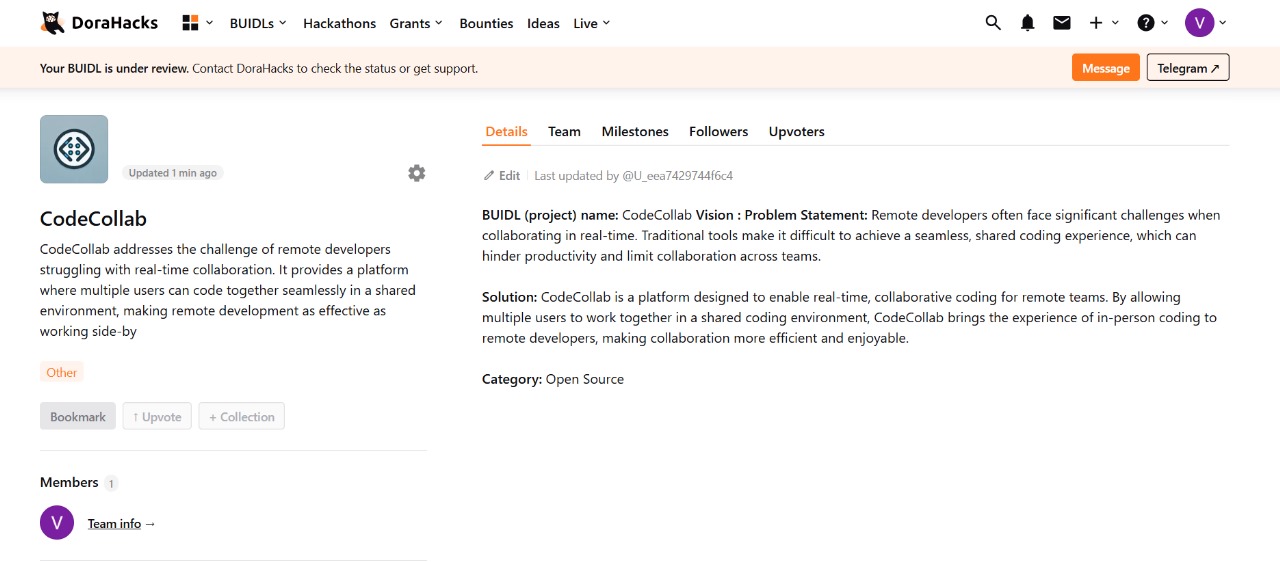 DoraHacks BUIDLs Hackathons Grants Bounties Ideas Live V
Your BUIDL is under review. Contact DoraHacks to check the status or get support. Message Telegram ↗
Updated 1 min ago
CodeCollab
CodeCollab addresses the challenge of remote developers
struggling with real-time collaboration. It provides a platform
where multiple users can code together seamlessly in a shared
environment, making remote development as effective as
working side-by
Other
Bookmark ↑ Upvote + Collection
Members 1
V Team info →
Details Team Milestones Followers Upvoters
Edit Last updated by @U_eea7429744f6c4
BUIDL (project) name: CodeCollab Vision : Problem Statement: Remote developers often face significant challenges when
collaborating in real-time. Traditional tools make it difficult to achieve a seamless, shared coding experience, which can
hinder productivity and limit collaboration across teams.
Solution: CodeCollab is a platform designed to enable real-time, collaborative coding for remote teams. By allowing
multiple users to work together in a shared coding environment, CodeCollab brings the experience of in-person coding to
remote developers, making collaboration more efficient and enjoyable.
Category: Open Source